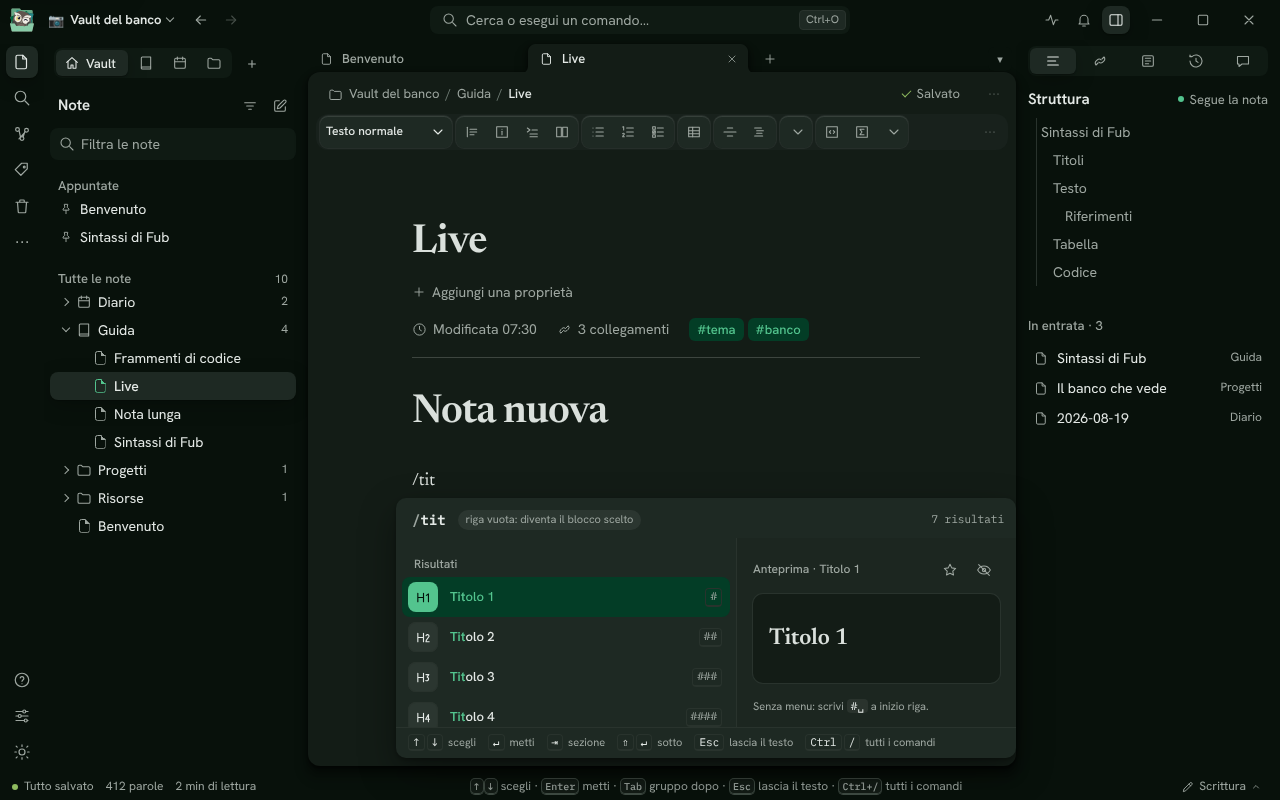 Vault del banco
Cerca o esegui un comando...
Ctrl+O
Vault
Benvenuto
Live
Note
Filtra le note
Appuntate
Benvenuto
Sintassi di Fub
Tutte le note 10
Diario 2
Guida 4
Frammenti di codice
Live
Nota lunga
Sintassi di Fub
Progetti 1
Risorse 1
Benvenuto
Vault del banco / Guida / Live
Salvato
Testo normale
Live
Aggiungi una proprietà
Modificata 07:30 3 collegamenti #tema #banco
Nota nuova
/tit
/tit riga vuota: diventa il blocco scelto 7 risultati
Risultati
H1 Titolo 1 #
H2 Titolo 2 ##
H3 Titolo 3 ###
H4 Titolo 4 ####
Anteprima · Titolo 1
Titolo 1
Senza menu: scrivi #␣ a inizio riga.
↑ ↓ scegli ↵ metti ⇥ sezione ⇧ ↵ sotto Esc lascia il testo Ctrl / tutti i comandi
Struttura
Segue la nota
Sintassi di Fub
Titoli
Testo
Riferimenti
Tabella
Codice
In entrata · 3
Sintassi di Fub Guida
Il banco che vede Progetti
2026-08-19 Diario
Tutto salvato 412 parole 2 min di lettura
↑ ↓ scegli · Enter metti · Tab gruppo dopo · Esc lascia il testo · Ctrl+/ tutti i comandi
Scrittura